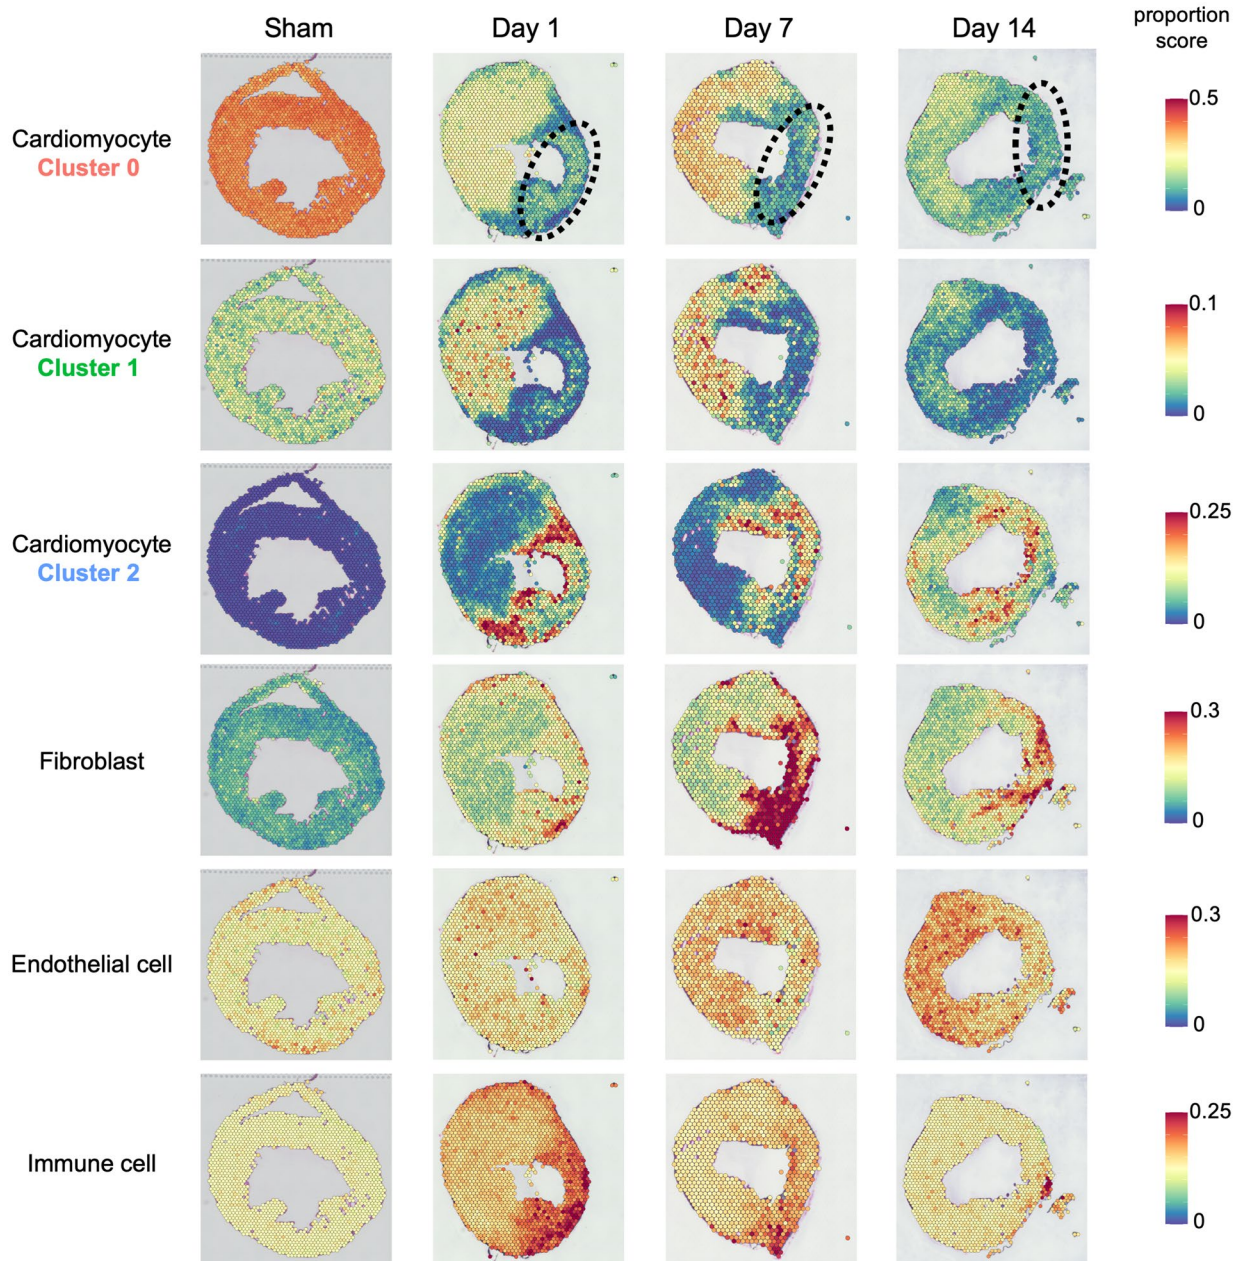 Sham Day 1 Day 7 Day 14 proportion
score
Cardiomyocyte
Cluster 0
0.5
0
Cardiomyocyte
Cluster 1
0.1
0
Cardiomyocyte
Cluster 2
0.25
0
Fibroblast
0.3
0
Endothelial cell
0.3
0
Immune cell
0.25
0